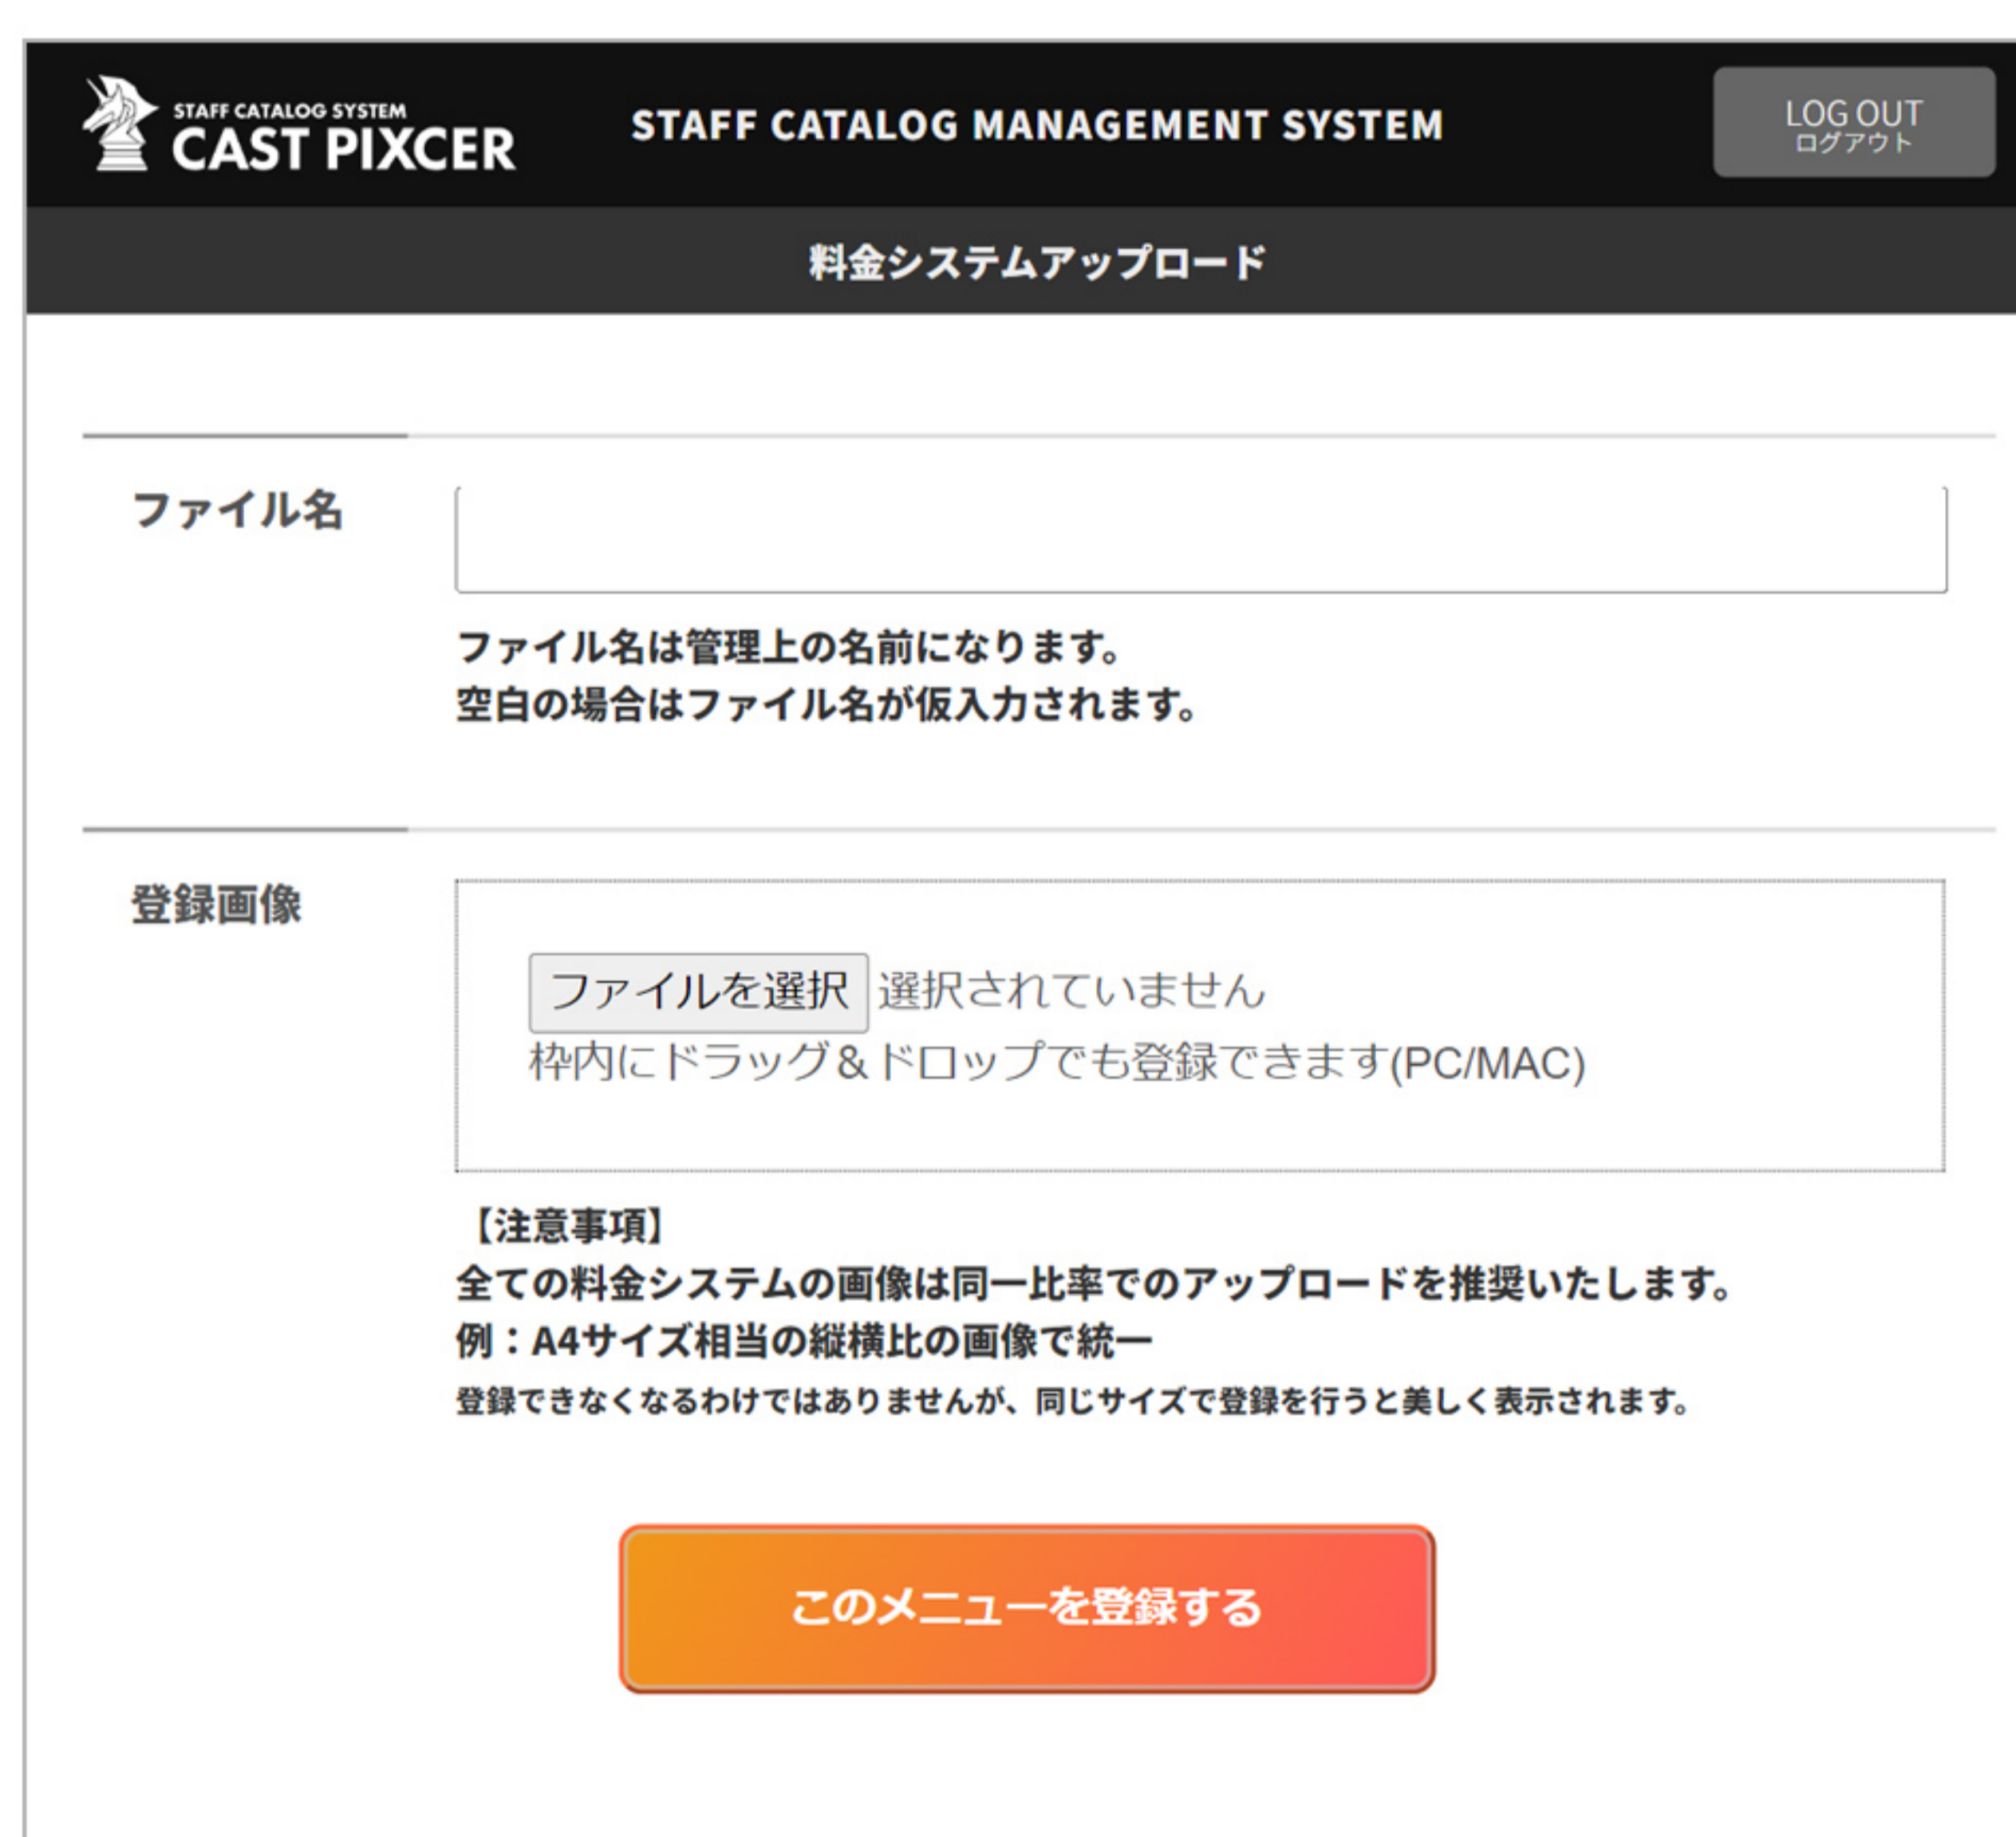 STAFF CATALOG SYSTEM
CAST PIXCER
STAFF CATALOG MANAGEMENT SYSTEM
LOG OUT
ログアウト
料金システムアップロード
ファイル名
ファイル名は管理上の名前になります。
空白の場合はファイル名が仮入力されます。
登録画像
ファイルを選択 選択されていません
枠内にドラッグ＆ドロップでも登録できます(PC/MAC)
【注意事項】
全ての料金システムの画像は同一比率でのアップロードを推奨いたします。
例：A4サイズ相当の縦横比の画像で統一
登録できなくなるわけではありませんが、同じサイズで登録を行うと美しく表示されます。
このメニューを登録する